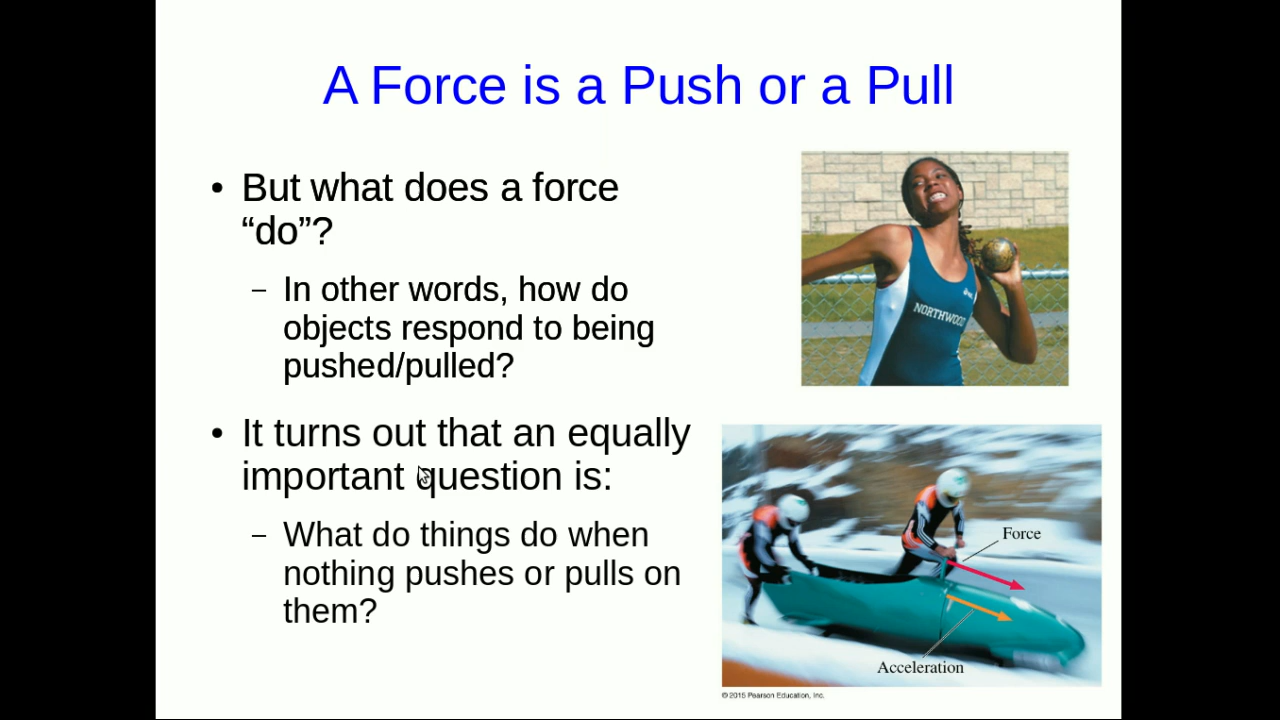 A Force is a Push or a Pull
• But what does a force
“do”?
– In other words, how do
objects respond to being
pushed/pulled?
• It turns out that an equally
important question is:
– What do things do when
nothing pushes or pulls on
them?
NORTHWOOD
Force
Acceleration
© 2015 Pearson Education, Inc.